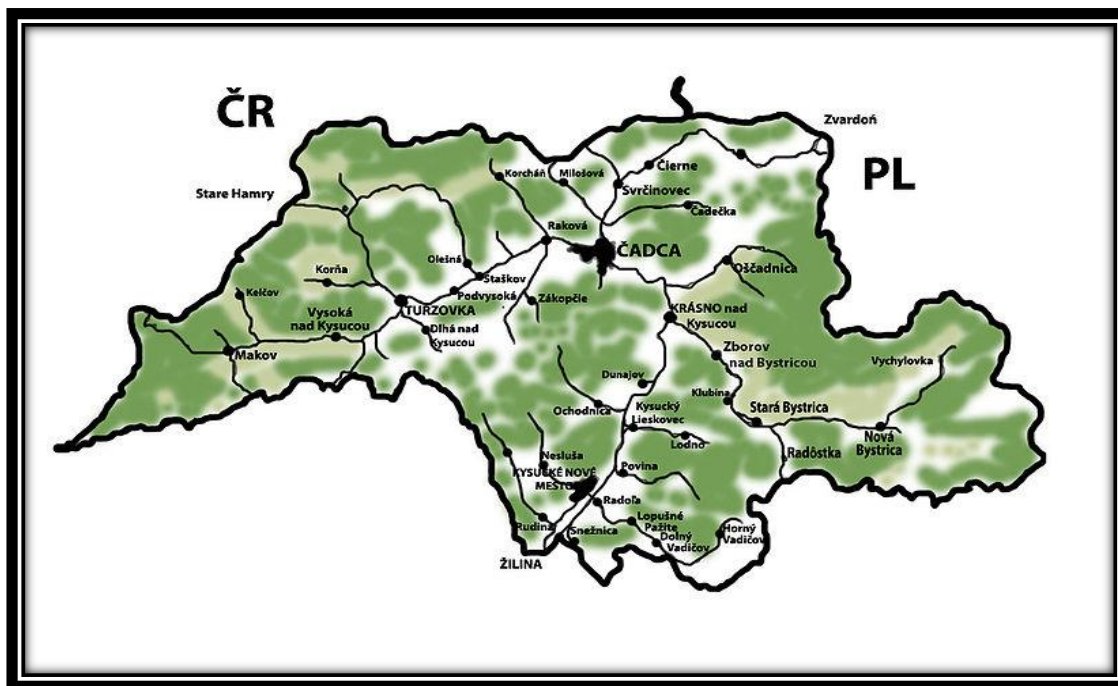 ČR
Zvardoň
PL
Korcháň
Milošová
Čierne
Svrčinovec
Stare Hamry
Čadečka
Raková
ČADCA
Olešná
Oščadnica
Korňa
Staškov
Kelčov
Podvysoká
Zákopčie
TURZOVKA
KRÁSNO nad
Kysucou
Vysoká
nad Kysucou
Dlhá nad
Kysucou
Makov
Zborov
nad Bystricou
Vychylovka
Dunajov
Klubina
Ochodnica
Kysucký
Lieskovec
Stará Bystrica
Lodno
Nová
Bystrica
Radôstka
Nesluša
KYSUCKÉ NOVÉ
MESTO
Povina
Radoľa
Rudina
Snežnica
Lopušné
Pažite
Dolný
Vadičov
Horný
Vadičov
ŽILINA